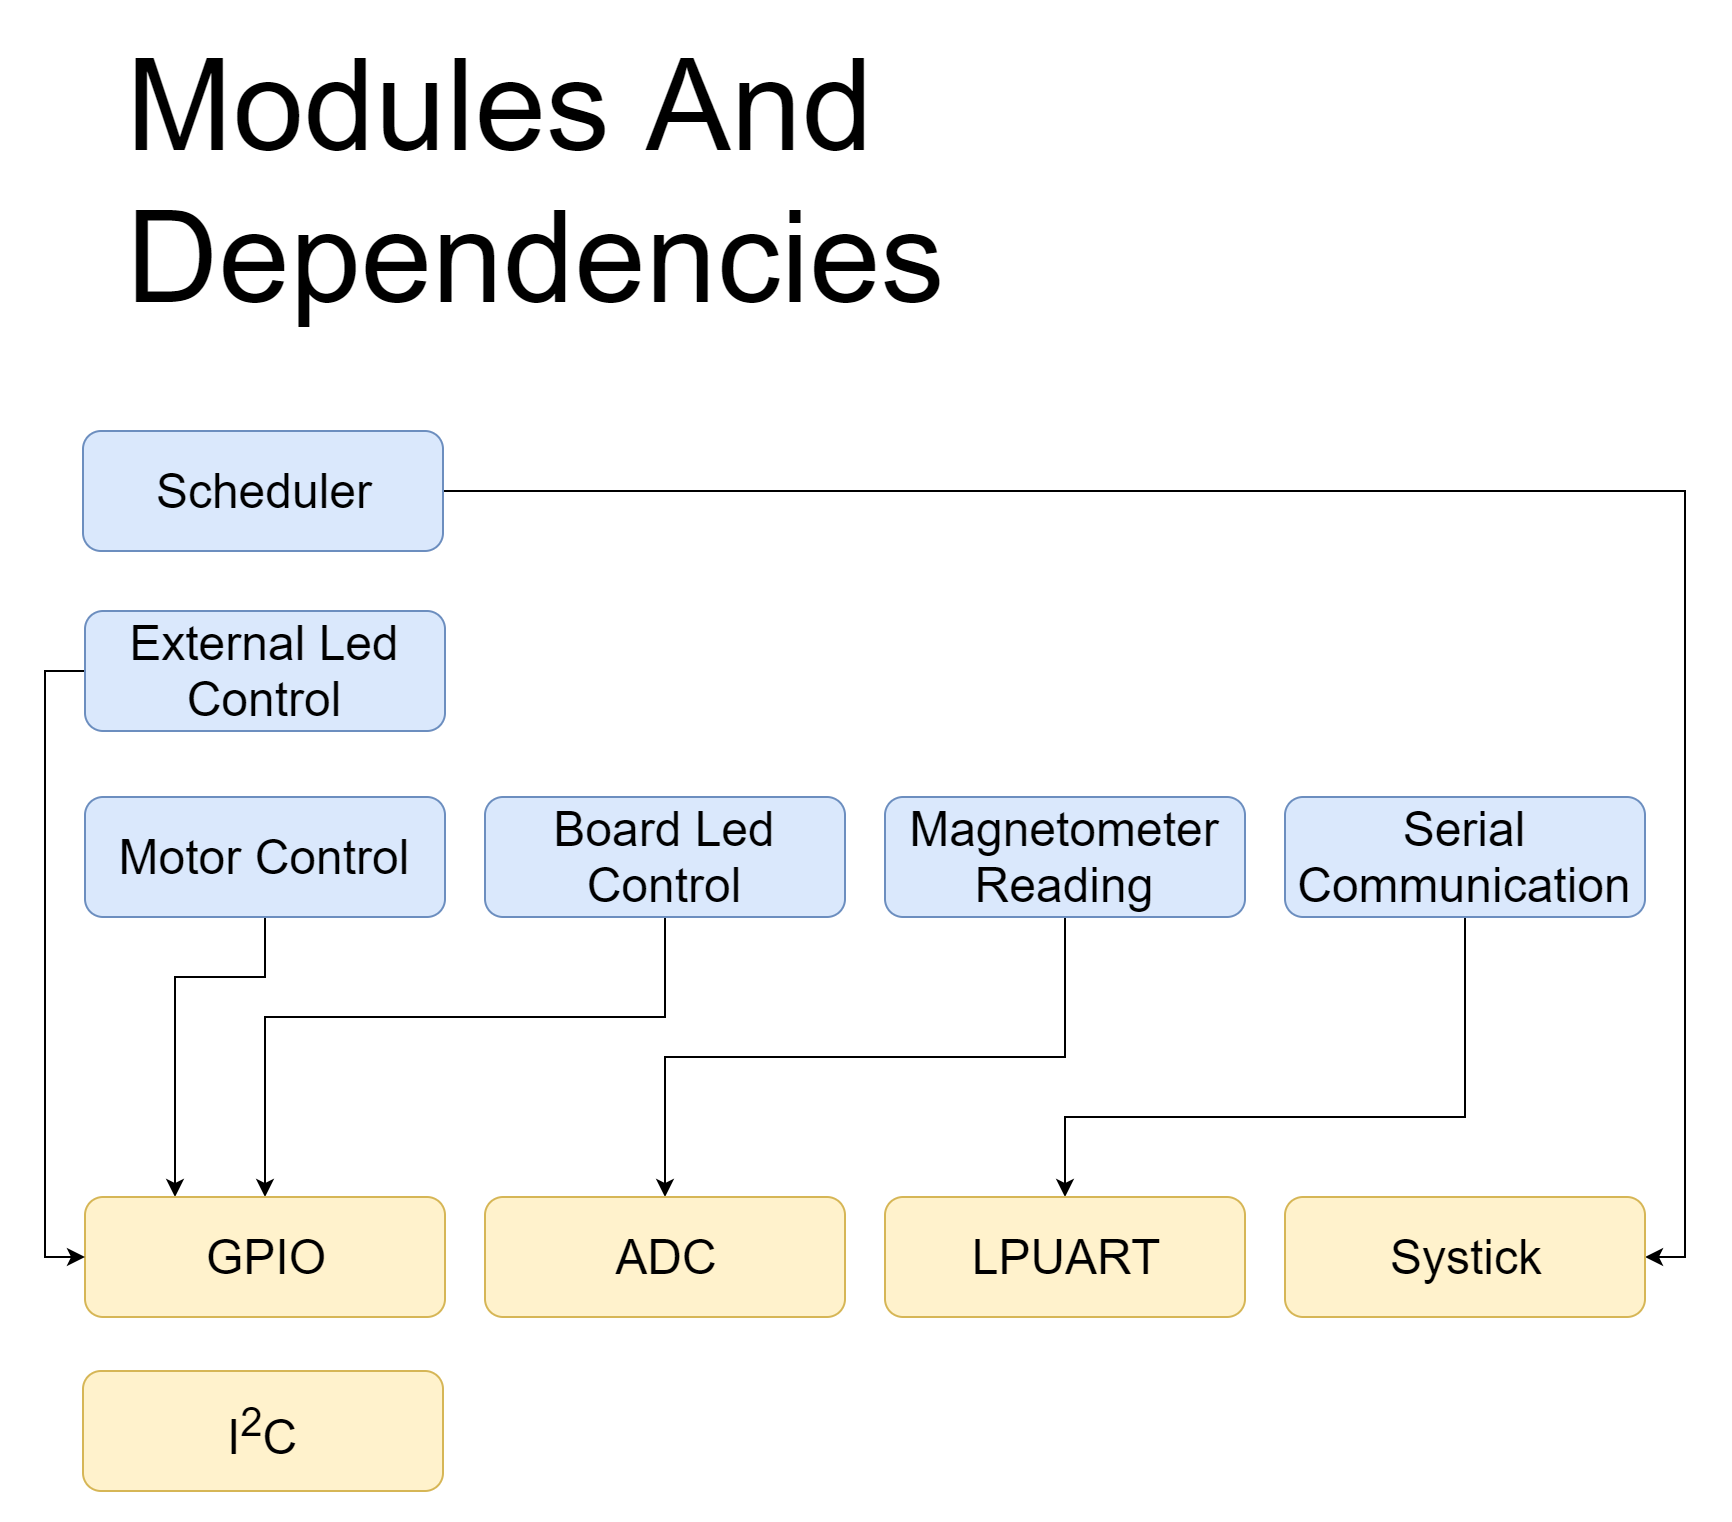 Modules And
Dependencies
Scheduler
External Led
Control
Motor Control
Board Led
Control
Magnetometer
Reading
Serial
Communication
GPIO
ADC
LPUART
Systick
I²C